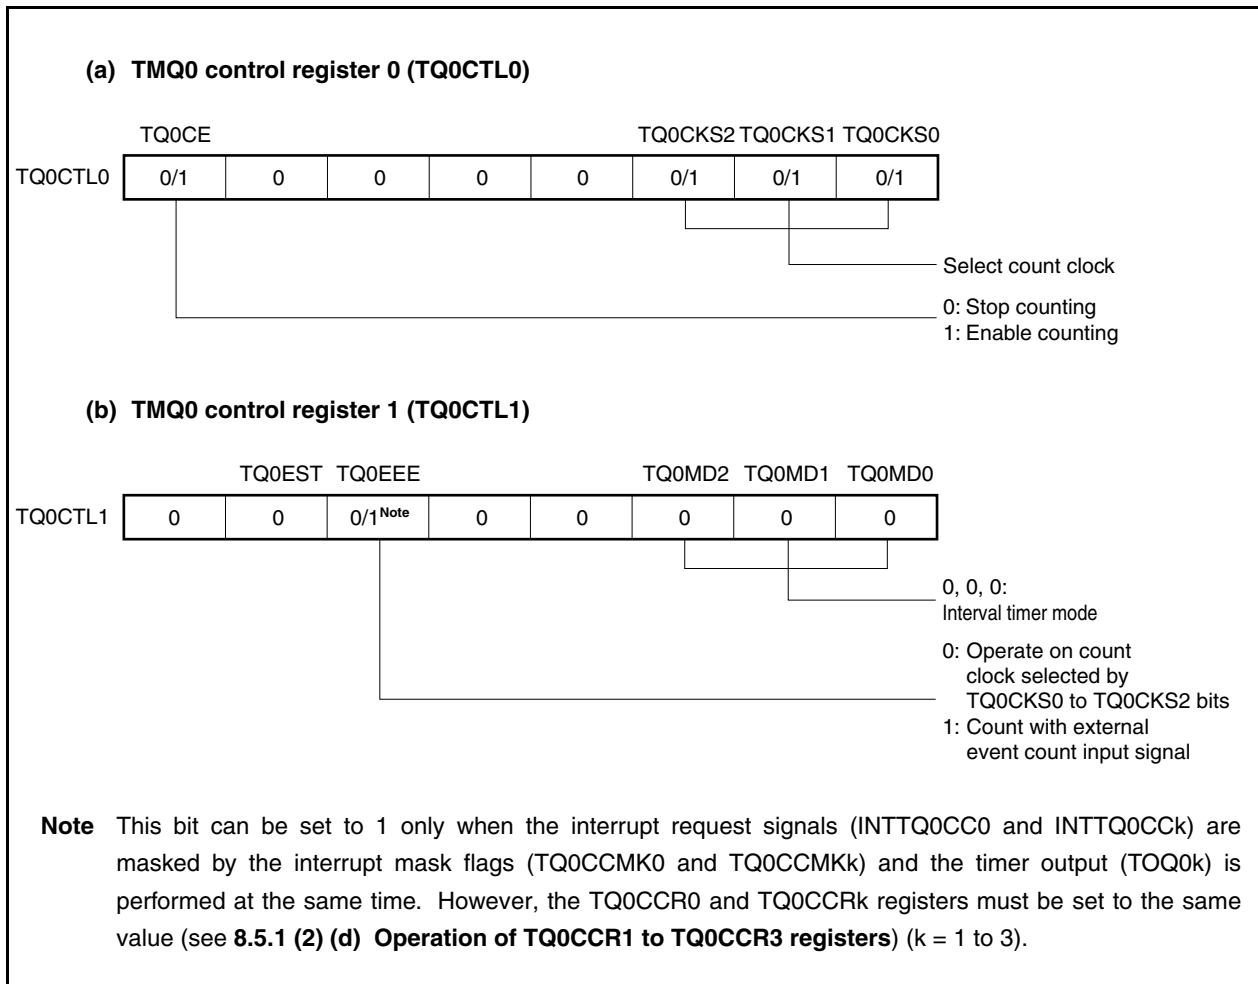 (a) TMQ0 control register 0 (TQ0CTL0)
TQ0CE TQ0CKS2 TQ0CKS1 TQ0CKS0
TQ0CTL0 0/1 0 0 0 0 0/1 0/1 0/1
Select count clock
0: Stop counting
1: Enable counting
(b) TMQ0 control register 1 (TQ0CTL1)
TQ0EST TQ0EEE TQ0MD2 TQ0MD1 TQ0MD0
TQ0CTL1 0 0 0/1Note 0 0 0 0 0
0, 0, 0:
Interval timer mode
0: Operate on count
clock selected by
TQ0CKS0 to TQ0CKS2 bits
1: Count with external
event count input signal
Note This bit can be set to 1 only when the interrupt request signals (INTTQ0CC0 and INTTQ0CCk) are
masked by the interrupt mask flags (TQ0CCMK0 and TQ0CCMKk) and the timer output (TOQ0k) is
performed at the same time. However, the TQ0CCR0 and TQ0CCRk registers must be set to the same
value (see 8.5.1 (2) (d) Operation of TQ0CCR1 to TQ0CCR3 registers) (k = 1 to 3).